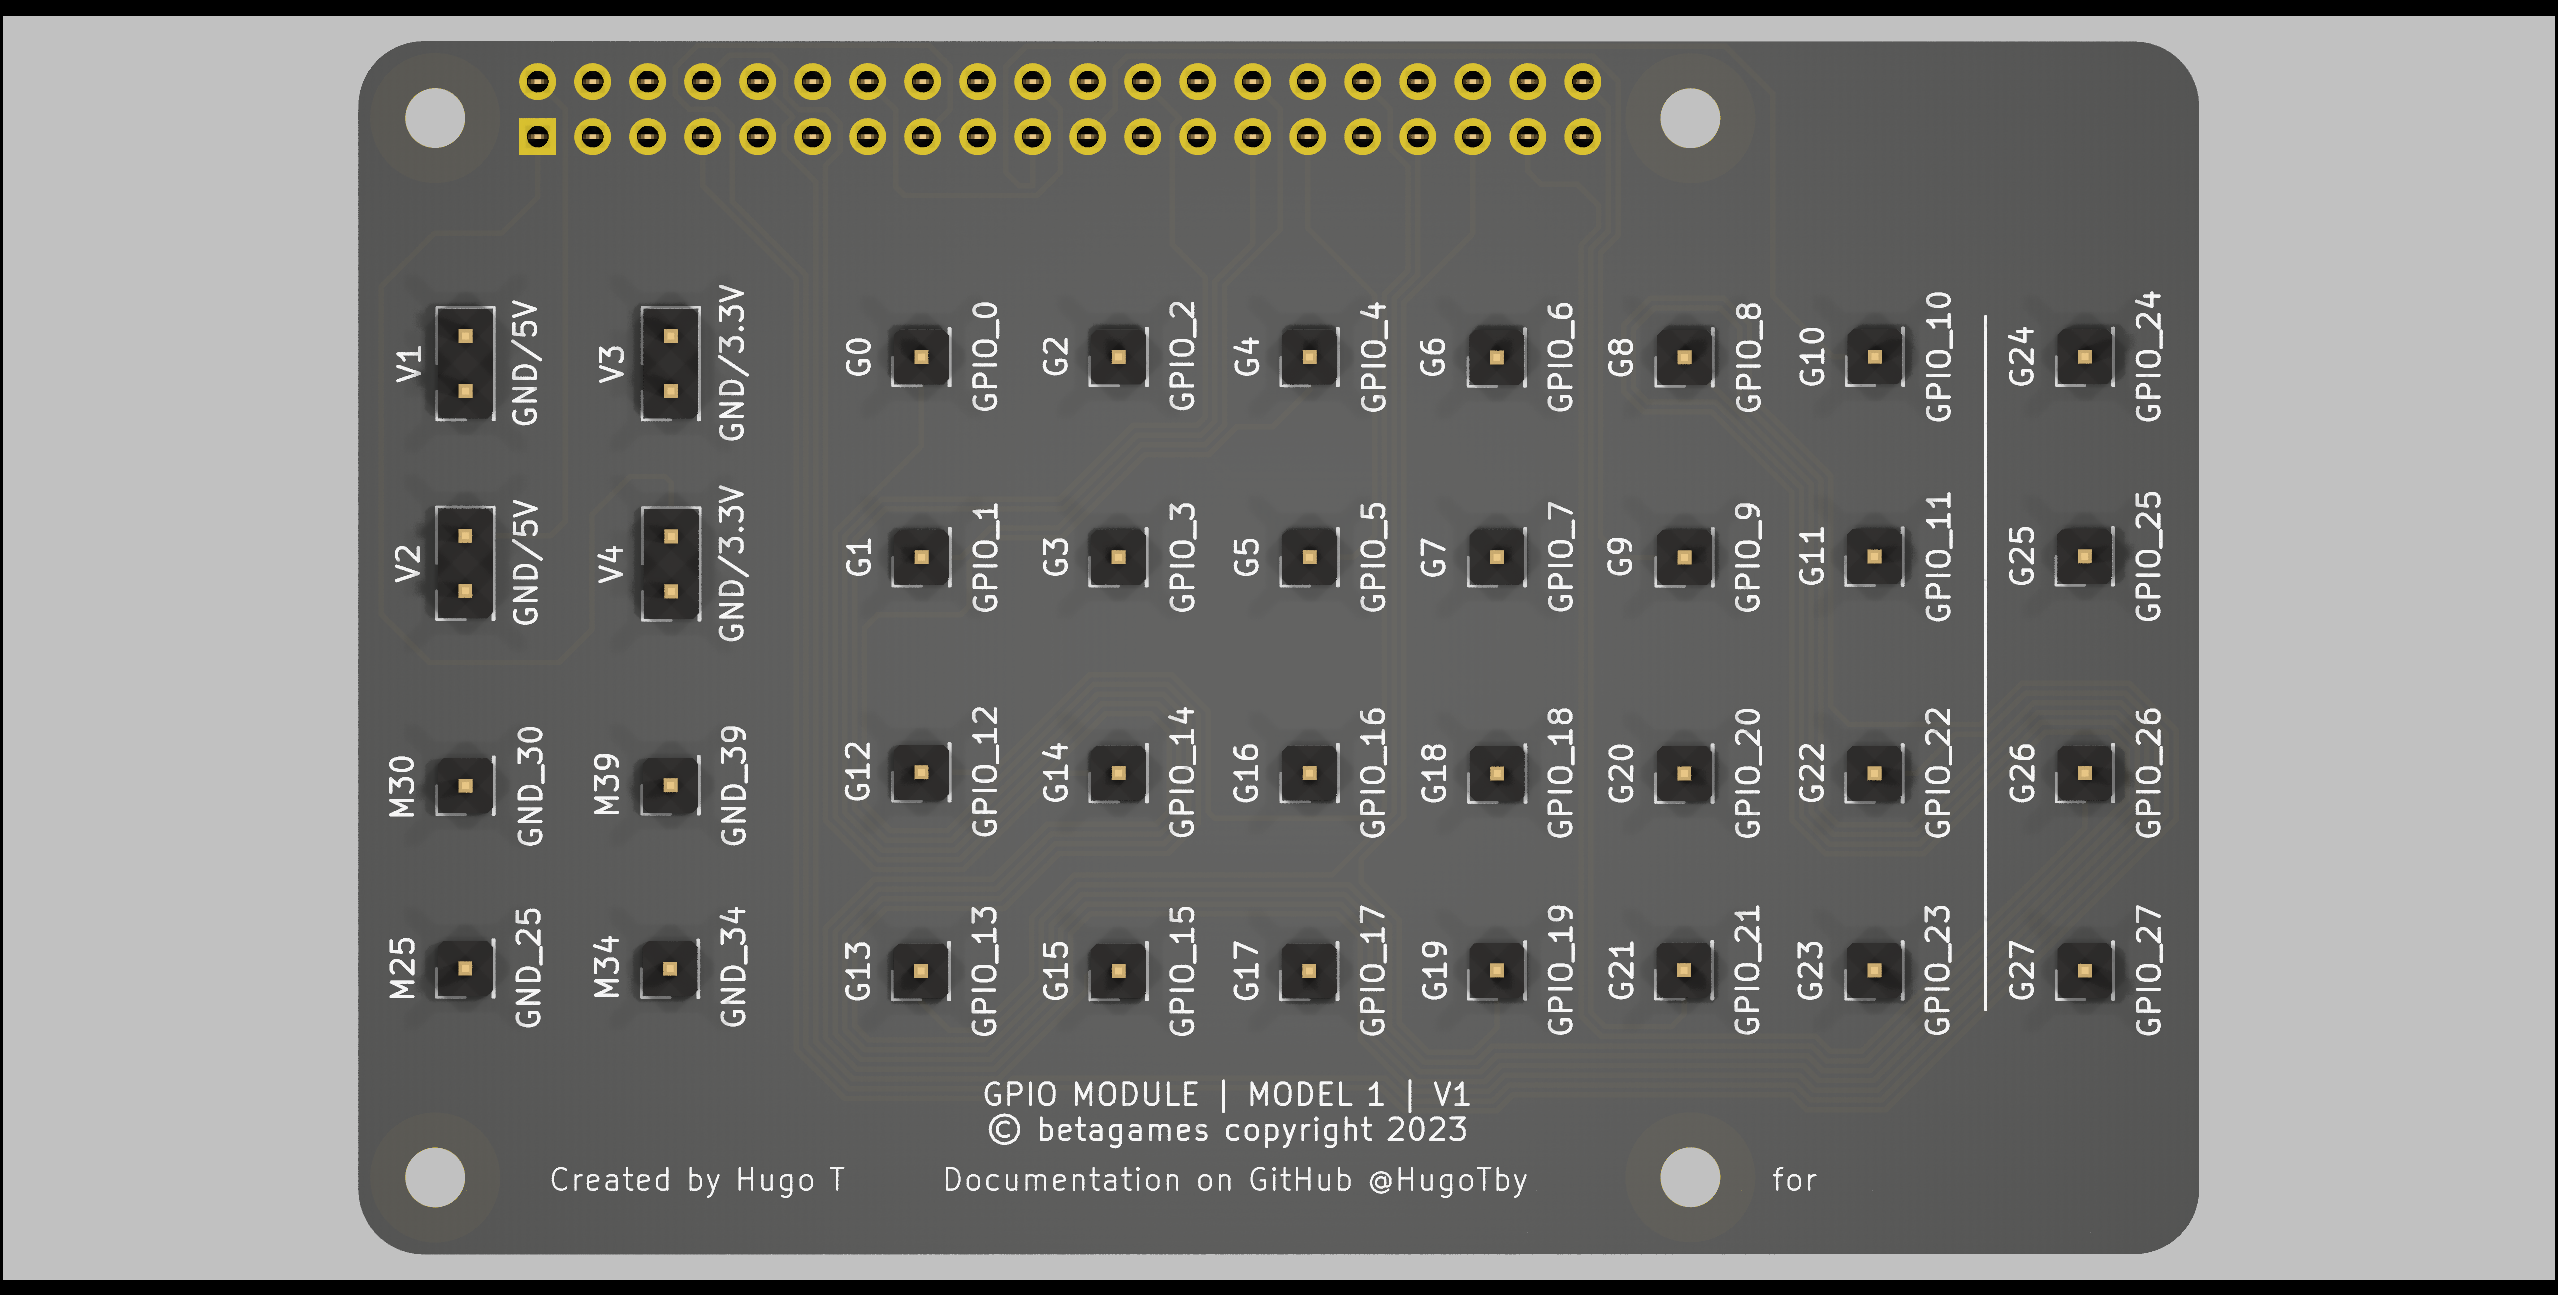 V1
GND/5V
V3
GND/3.3V
G0
GPIO_0
G2
GPIO_2
G4
GPIO_4
G6
GPIO_6
G8
GPIO_8
G10
GPIO_10
G24
GPIO_24
V2
GND/5V
V4
GND/3.3V
G1
GPIO_1
G3
GPIO_3
G5
GPIO_5
G7
GPIO_7
G9
GPIO_9
G11
GPIO_11
G25
GPIO_25
M30
GND_30
M39
GND_39
G12
GPIO_12
G14
GPIO_14
G16
GPIO_16
G18
GPIO_18
G20
GPIO_20
G22
GPIO_22
G26
GPIO_26
M25
GND_25
M34
GND_34
G13
GPIO_13
G15
GPIO_15
G17
GPIO_17
G19
GPIO_19
G21
GPIO_21
G23
GPIO_23
G27
GPIO_27
GPIO MODULE | MODEL 1 | V1
© betagames copyright 2023
Created by Hugo T
Documentation on GitHub @HugoTby
for